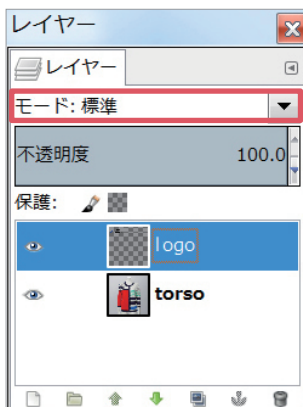 レイヤー
レイヤー
モード: 標準
不透明度 100.0
保護:
logo
torso